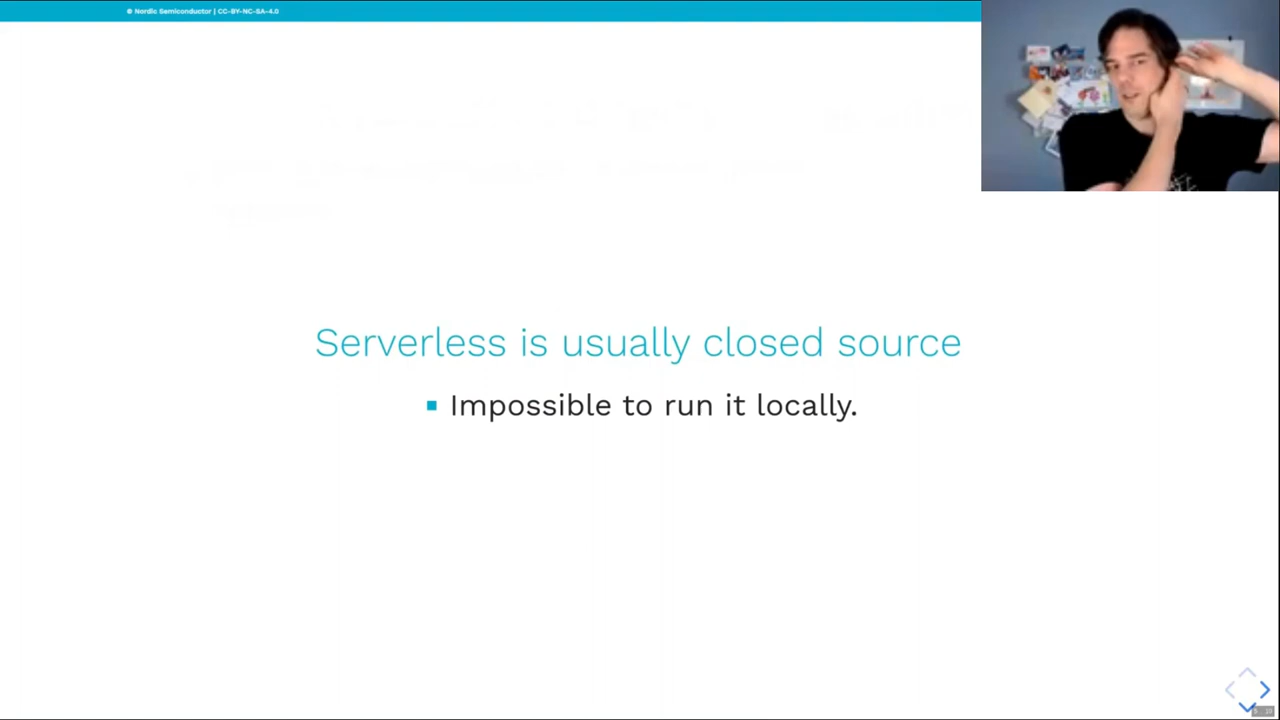 © Nordic Semiconductor | CC-BY-NC-SA-4.0
Serverless is usually closed source
Impossible to run it locally.